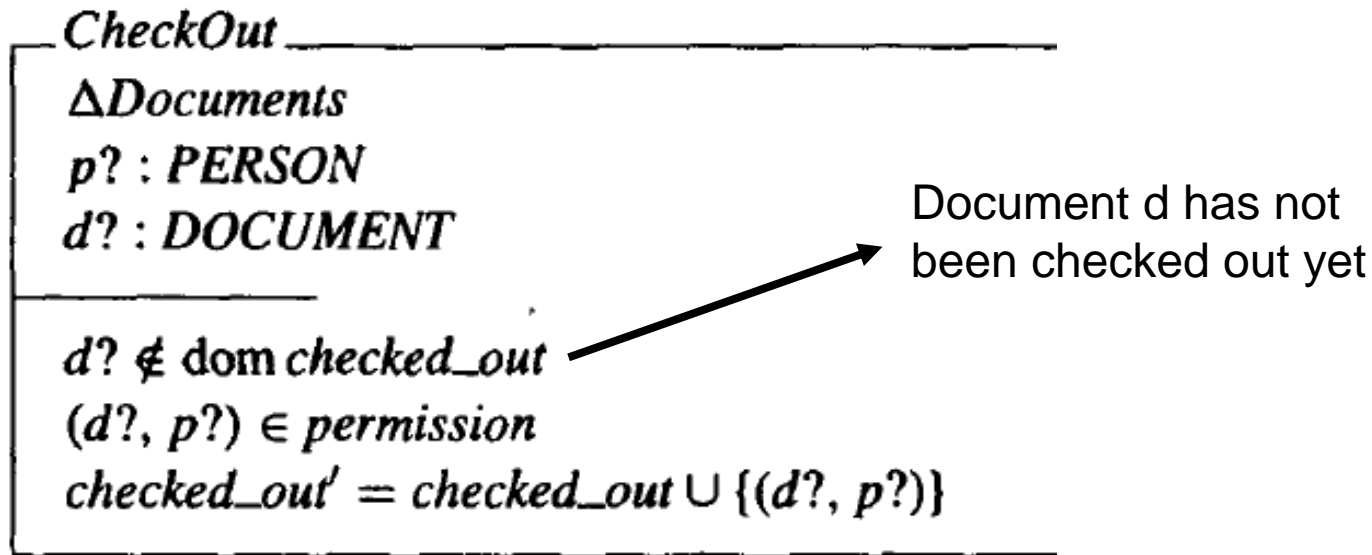 CheckOut
ΔDocuments
p? : PERSON
d? : DOCUMENT
Document d has not
been checked out yet
d? ∉ dom checked_out
(d?, p?) ∈ permission
checked_out′ = checked_out ∪ {(d?, p?)}